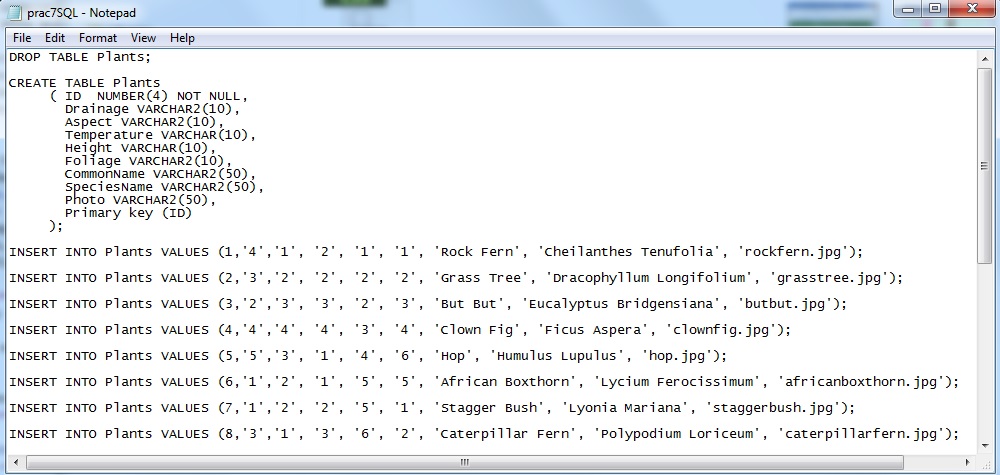 prac7SQL - Notepad
File Edit Format View Help
DROP TABLE Plants;
CREATE TABLE Plants
( ID  NUMBER(4) NOT NULL,
Drainage VARCHAR2(10),
Aspect VARCHAR2(10),
Temperature VARCHAR(10),
Height VARCHAR(10),
Foliage VARCHAR2(10),
CommonName VARCHAR2(50),
SpeciesName VARCHAR2(50),
Photo VARCHAR2(50),
Primary key (ID)
);
INSERT INTO Plants VALUES (1,'4','1', '2', '1', '1', 'Rock Fern', 'Cheilanthes Tenufolia', 'rockfern.jpg');
INSERT INTO Plants VALUES (2,'3','2', '2', '2', '2', 'Grass Tree', 'Dracophyllum Longifolium', 'grasstree.jpg');
INSERT INTO Plants VALUES (3,'2','3', '3', '2', '3', 'But But', 'Eucalyptus Bridgensiana', 'butbut.jpg');
INSERT INTO Plants VALUES (4,'4','4', '4', '3', '4', 'Clown Fig', 'Ficus Aspera', 'clownfig.jpg');
INSERT INTO Plants VALUES (5,'5','3', '1', '4', '6', 'Hop', 'Humulus Lupulus', 'hop.jpg');
INSERT INTO Plants VALUES (6,'1','2', '1', '5', '5', 'African Boxthorn', 'Lycium Ferocissimum', 'africanboxthorn.jpg');
INSERT INTO Plants VALUES (7,'1','2', '2', '5', '1', 'Stagger Bush', 'Lyonia Mariana', 'staggerbush.jpg');
INSERT INTO Plants VALUES (8,'3','1', '3', '6', '2', 'Caterpillar Fern', 'Polypodium Loriceum', 'caterpillarfern.jpg');